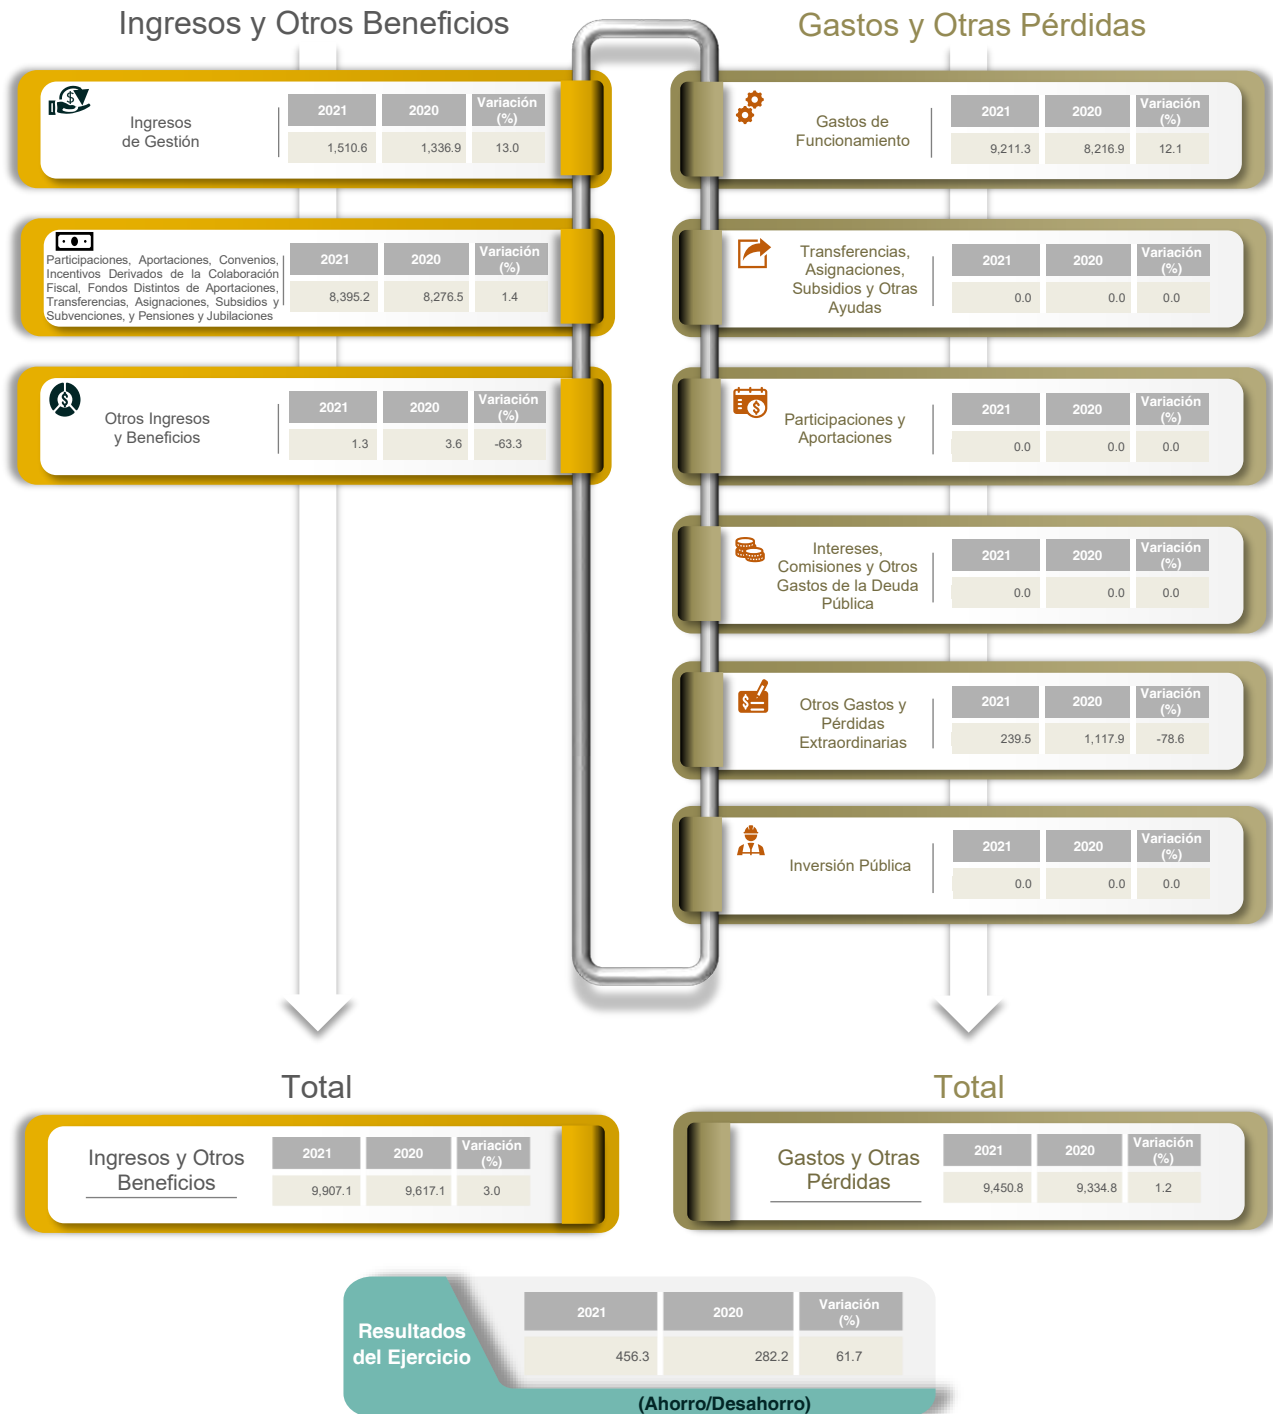 Ingresos y Otros Beneficios
Ingresos
de Gestión
2021 2020 Variación
(%)
1,510.6 1,336.9 13.0
Participaciones, Aportaciones, Convenios,
Incentivos Derivados de la Colaboración
Fiscal, Fondos Distintos de Aportaciones,
Transferencias, Asignaciones, Subsidios y
Subvenciones, y Pensiones y Jubilaciones
2021 2020 Variación
(%)
8,395.2 8,276.5 1.4
Otros Ingresos
y Beneficios
2021 2020 Variación
(%)
1.3 3.6 -63.3
Gastos y Otras Pérdidas
Gastos de
Funcionamiento
2021 2020 Variación
(%)
9,211.3 8,216.9 12.1
Transferencias,
Asignaciones,
Subsidios y Otras
Ayudas
2021 2020 Variación
(%)
0.0 0.0 0.0
Participaciones y
Aportaciones
2021 2020 Variación
(%)
0.0 0.0 0.0
Intereses,
Comisiones y Otros
Gastos de la Deuda
Pública
2021 2020 Variación
(%)
0.0 0.0 0.0
Otros Gastos y
Pérdidas
Extraordinarias
2021 2020 Variación
(%)
239.5 1,117.9 -78.6
Inversión Pública
2021 2020 Variación
(%)
0.0 0.0 0.0
Total
Ingresos y Otros
Beneficios
2021 2020 Variación
(%)
9,907.1 9,617.1 3.0
Total
Gastos y Otras
Pérdidas
2021 2020 Variación
(%)
9,450.8 9,334.8 1.2
Resultados
del Ejercicio
2021 2020 Variación
(%)
456.3 282.2 61.7
(Ahorro/Desahorro)